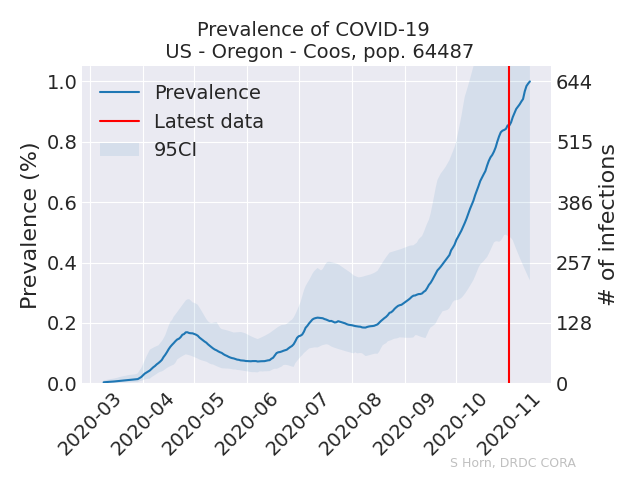 Prevalence of COVID-19
US - Oregon - Coos, pop. 64487
Prevalence
Latest data
95CI
Prevalence (%)
1.0
0.8
0.6
0.4
0.2
0.0
644
515
386
257
128
0
# of infections
2020-03
2020-04
2020-05
2020-06
2020-07
2020-08
2020-09
2020-10
2020-11
S Horn, DRDC CORA